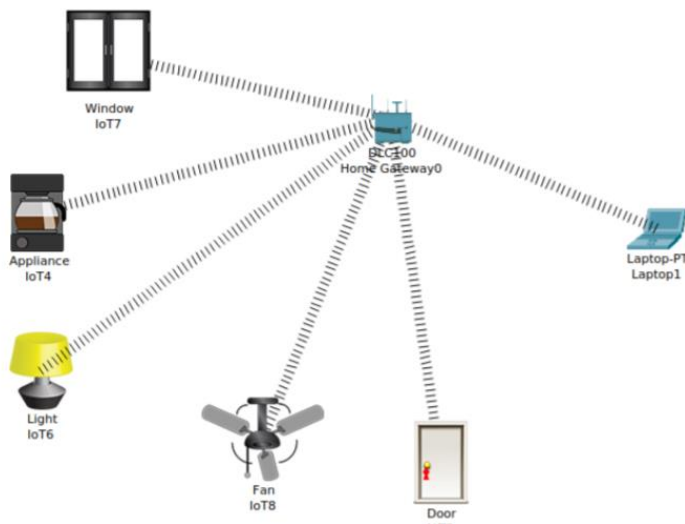 Window
IoT7
DLC100
Home Gateway0
Laptop-PT
Laptop1
Appliance
IoT4
Light
IoT6
Fan
IoT8
Door